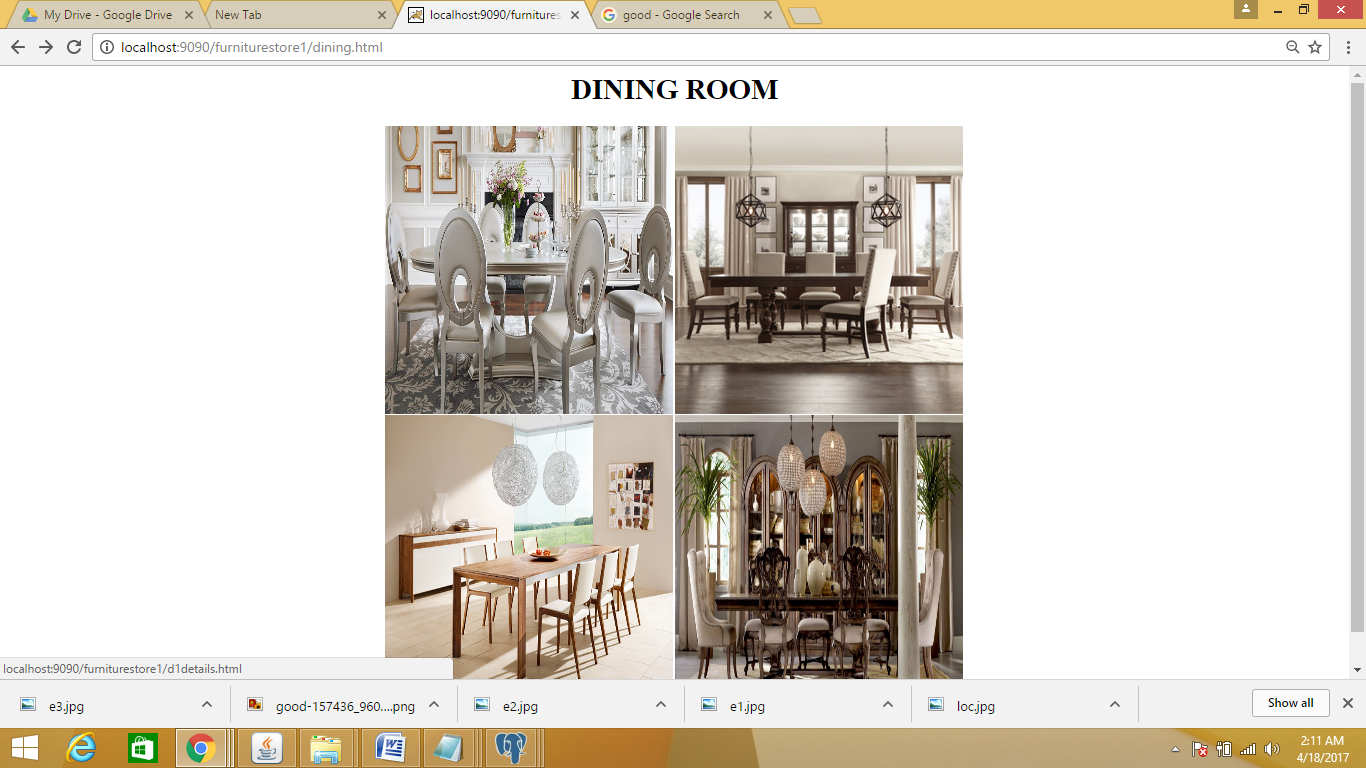 My Drive - Google Drive
New Tab
localhost:9090/furnitures
good - Google Search
localhost:9090/furniturestore1/dining.html
DINING ROOM
localhost:9090/furniturestore1/d1details.html
e3.jpg
good-157436_960....png
e2.jpg
e1.jpg
loc.jpg
Show all
2:11 AM
4/18/2017